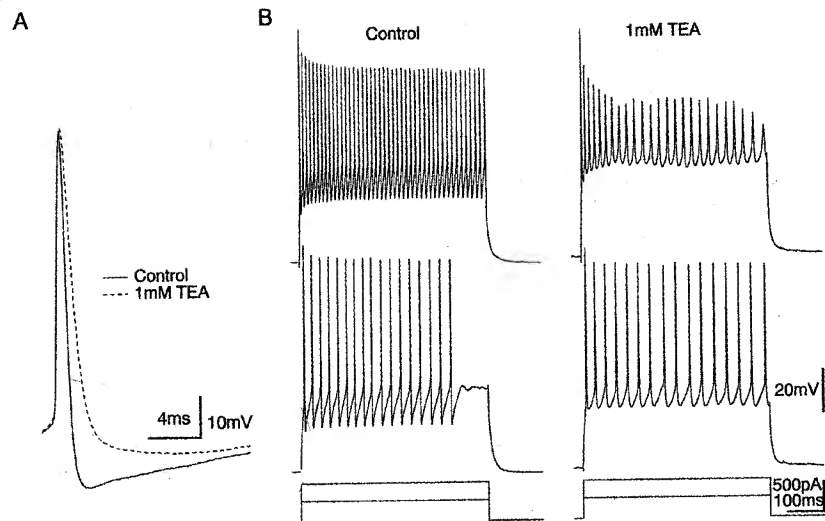 A
B
Control
1mM TEA
Control
1mM TEA
4ms
10mV
20mV
500pA
100ms